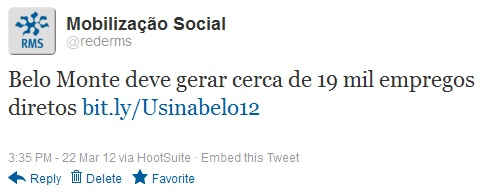 RMS
Mobilização Social
@rederms
Belo Monte deve gerar cerca de 19 mil empregos
diretos bit.ly/Usinabelo12
3:35 PM - 22 Mar 12 via HootSuite · Embed this Tweet
Reply Delete Favorite